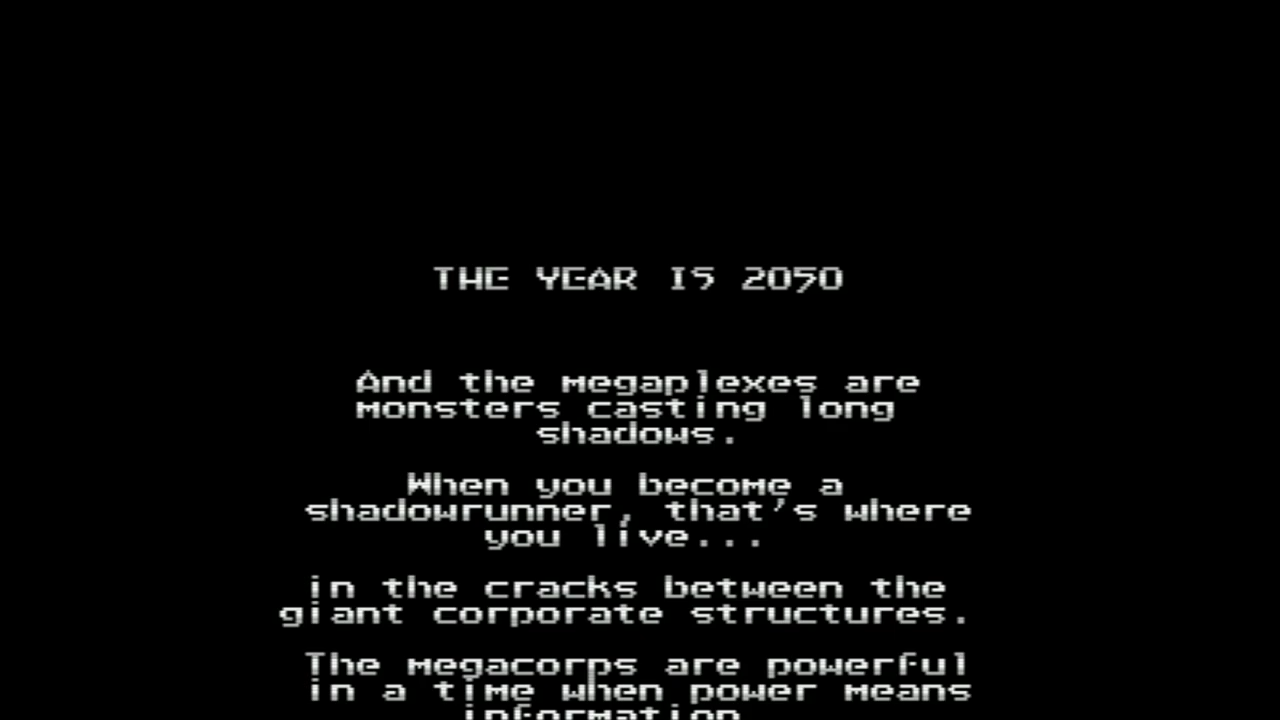 THE YEAR IS 2050
And the megaplexes are
monsters casting long
shadows.
When you become a
shadowrunner, that's where
you live...
in the cracks between the
giant corporate structures.
The megacorps are powerful
in a time when power means
information